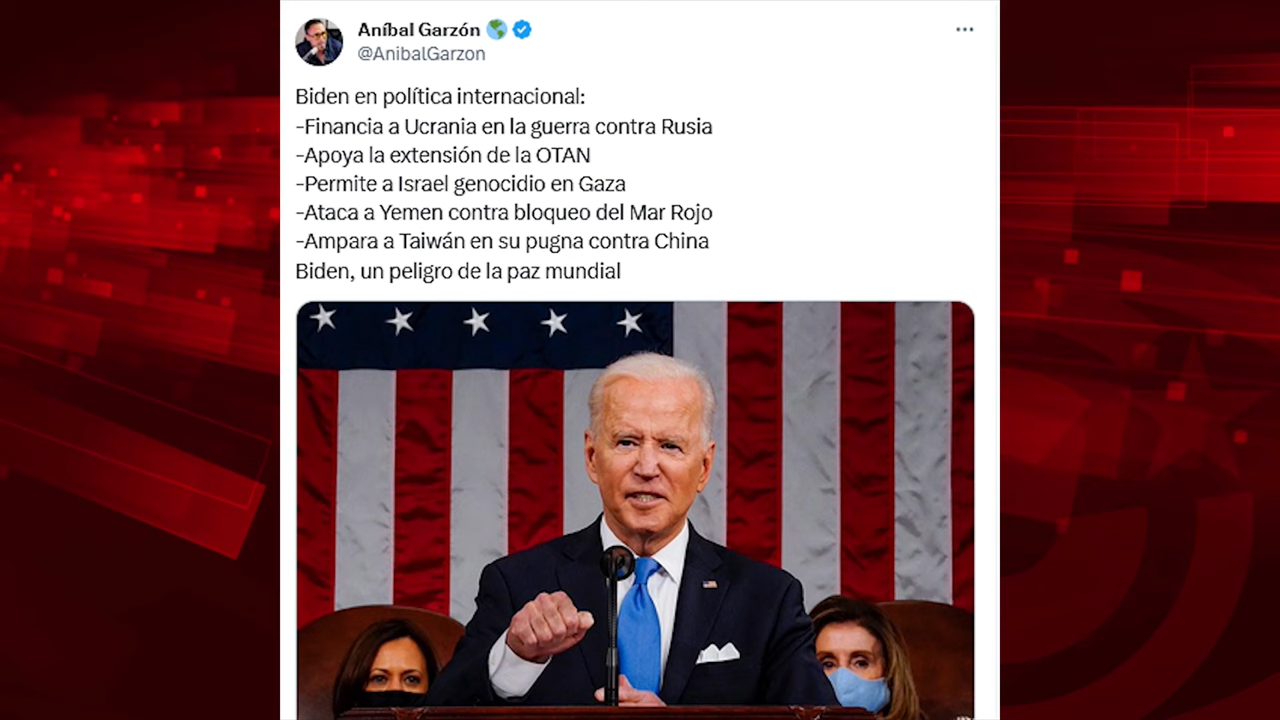 Aníbal Garzón
@AnibalGarzon
Biden en política internacional:
-Financia a Ucrania en la guerra contra Rusia
-Apoya la extensión de la OTAN
-Permite a Israel genocidio en Gaza
-Ataca a Yemen contra bloqueo del Mar Rojo
-Ampara a Taiwán en su pugna contra China
Biden, un peligro de la paz mundial